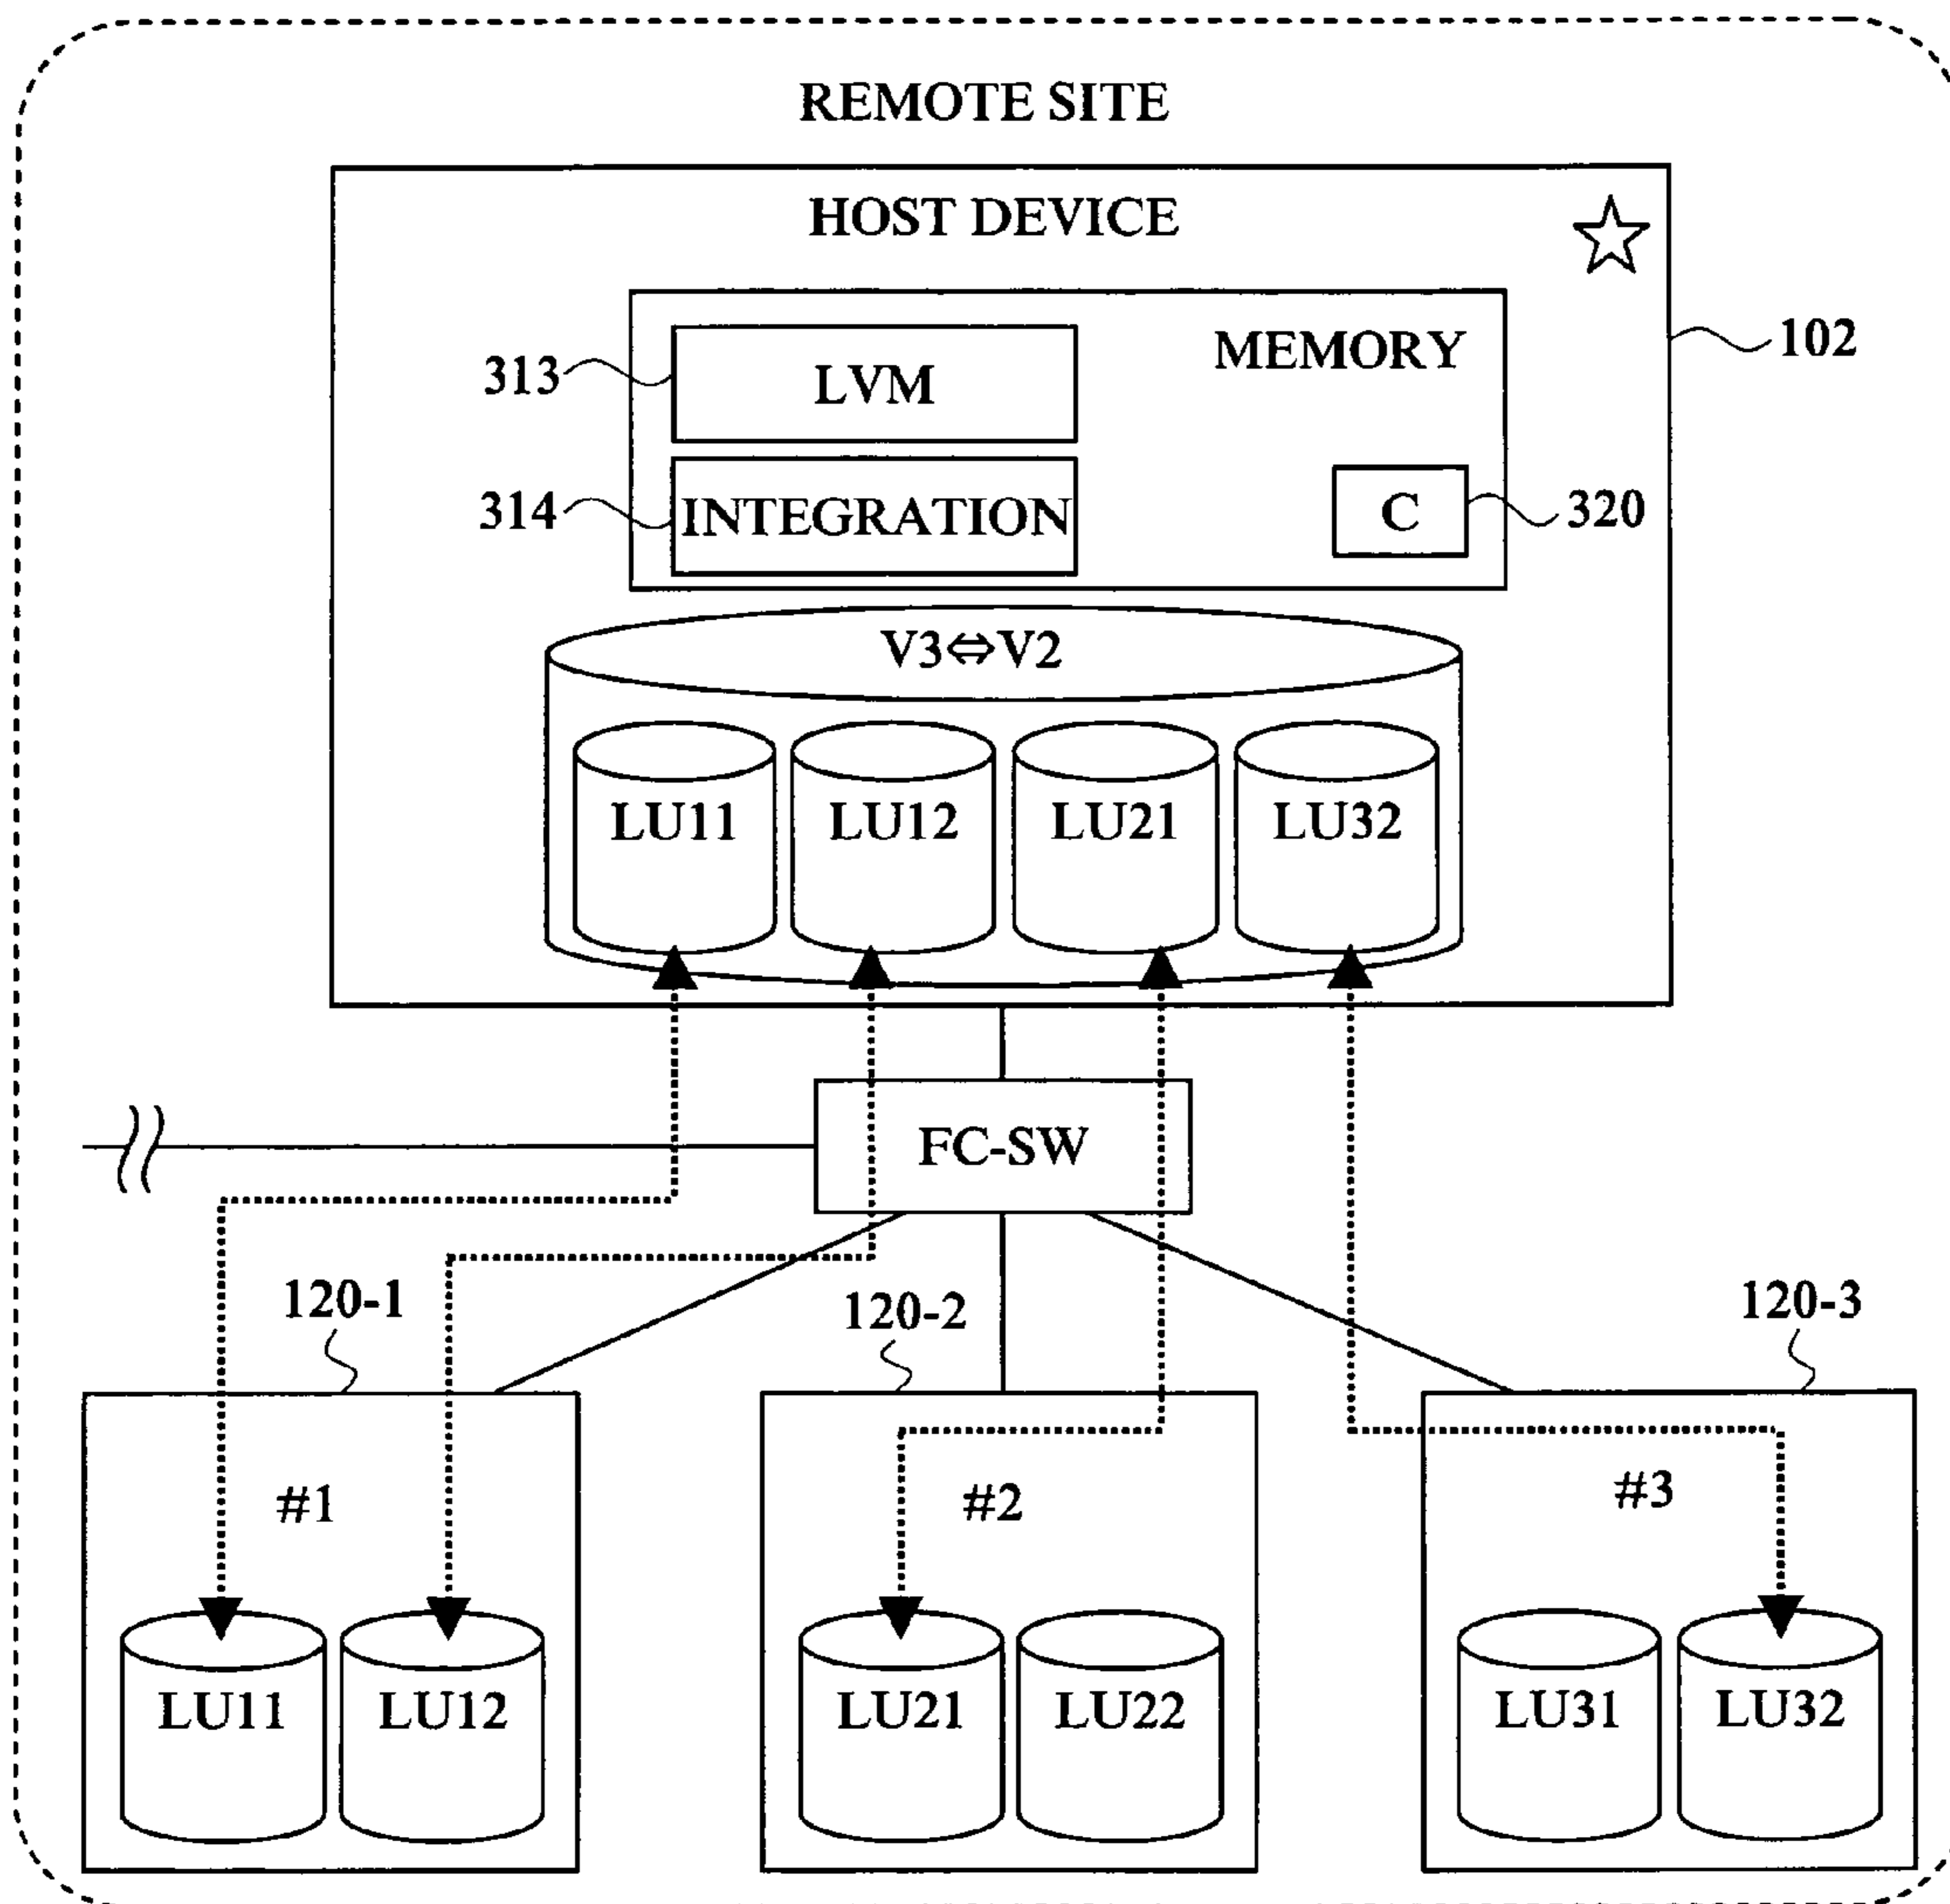 REMOTE SITE
HOST DEVICE
102
MEMORY
313
LVM
314
INTEGRATION
C
320
V3⇔V2
LU11 LU12 LU21 LU32
FC-SW
120-1
120-2
120-3
#1
#2
#3
LU11 LU12
LU21 LU22
LU31 LU32